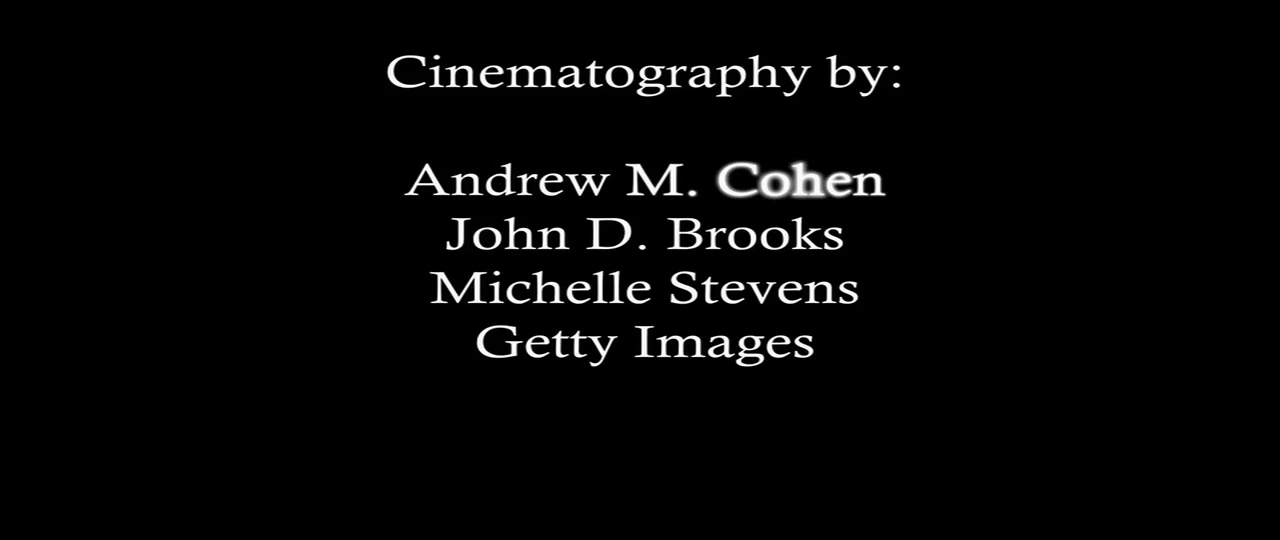 Cinematography by:
Andrew M. Cohen
John D. Brooks
Michelle Stevens
Getty Images